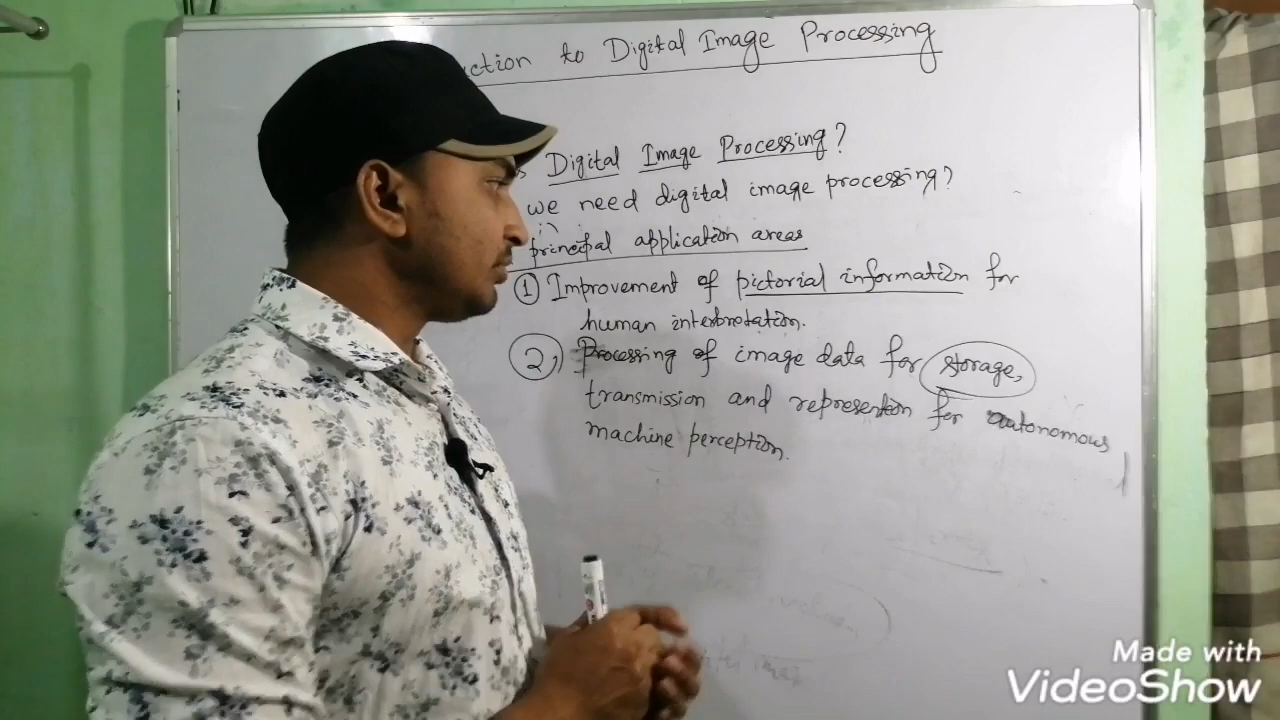 ction to Digital Image Processing
Digital Image Processing?
we need digital image processing?
principal application areas
① Improvement of pictorial information for
human interpretation.
②, Processing of image data for storage,
transmission and represention for autonomous
machine perception.
Made with
VideoShow